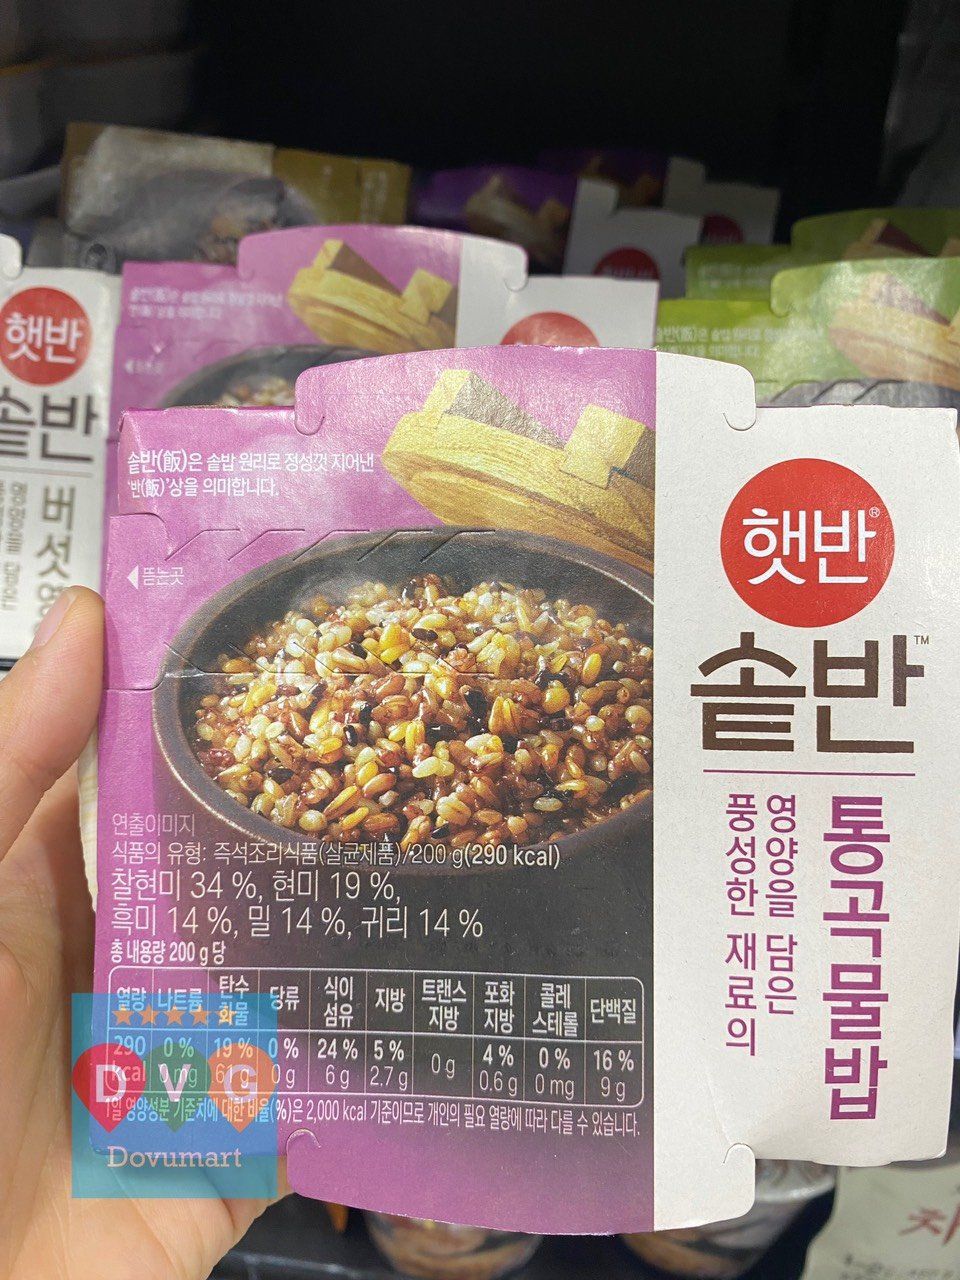 햇반
솥반
솥반(飯)은 솥밥 원리로 정성껏 지어낸
'반(飯)'상을 의미합니다.
◀뜯는곳
햇반®
솥반™
통곡물밥
영양을 담은
풍성한 재료의
연출이미지
식품의 유형: 즉석조리식품(살균제품)/200 g(290 kcal)
찰현미 34 %, 현미 19 %,
흑미 14 %, 밀 14 %, 귀리 14 %
총 내용량 200 g 당
열량 나트륨 탄수화물 당류 식이섬유 지방 트랜스지방 포화지방 콜레스테롤 단백질
290 kcal 0 % 0 mg 19 % 61 g 0 % 0 g 24 % 6 g 5 % 2.7 g 0 g 4 % 0.6 g 0 % 0 mg 16 % 9 g
1일 영양성분 기준치에 대한 비율(%)은 2,000 kcal 기준이므로 개인의 필요 열량에 따라 다를 수 있습니다.
D V G
Dovumart